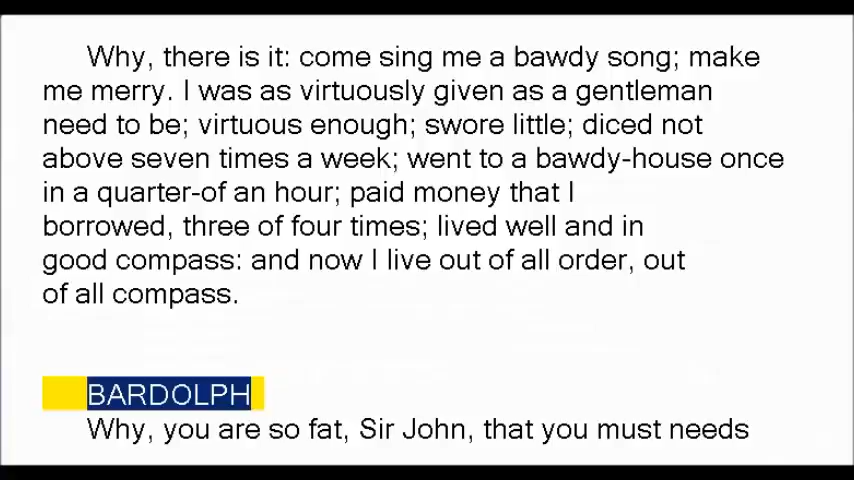 Why, there is it: come sing me a bawdy song; make
me merry. I was as virtuously given as a gentleman
need to be; virtuous enough; swore little; diced not
above seven times a week; went to a bawdy-house once
in a quarter-of an hour; paid money that I
borrowed, three of four times; lived well and in
good compass: and now I live out of all order, out
of all compass.
BARDOLPH
Why, you are so fat, Sir John, that you must needs